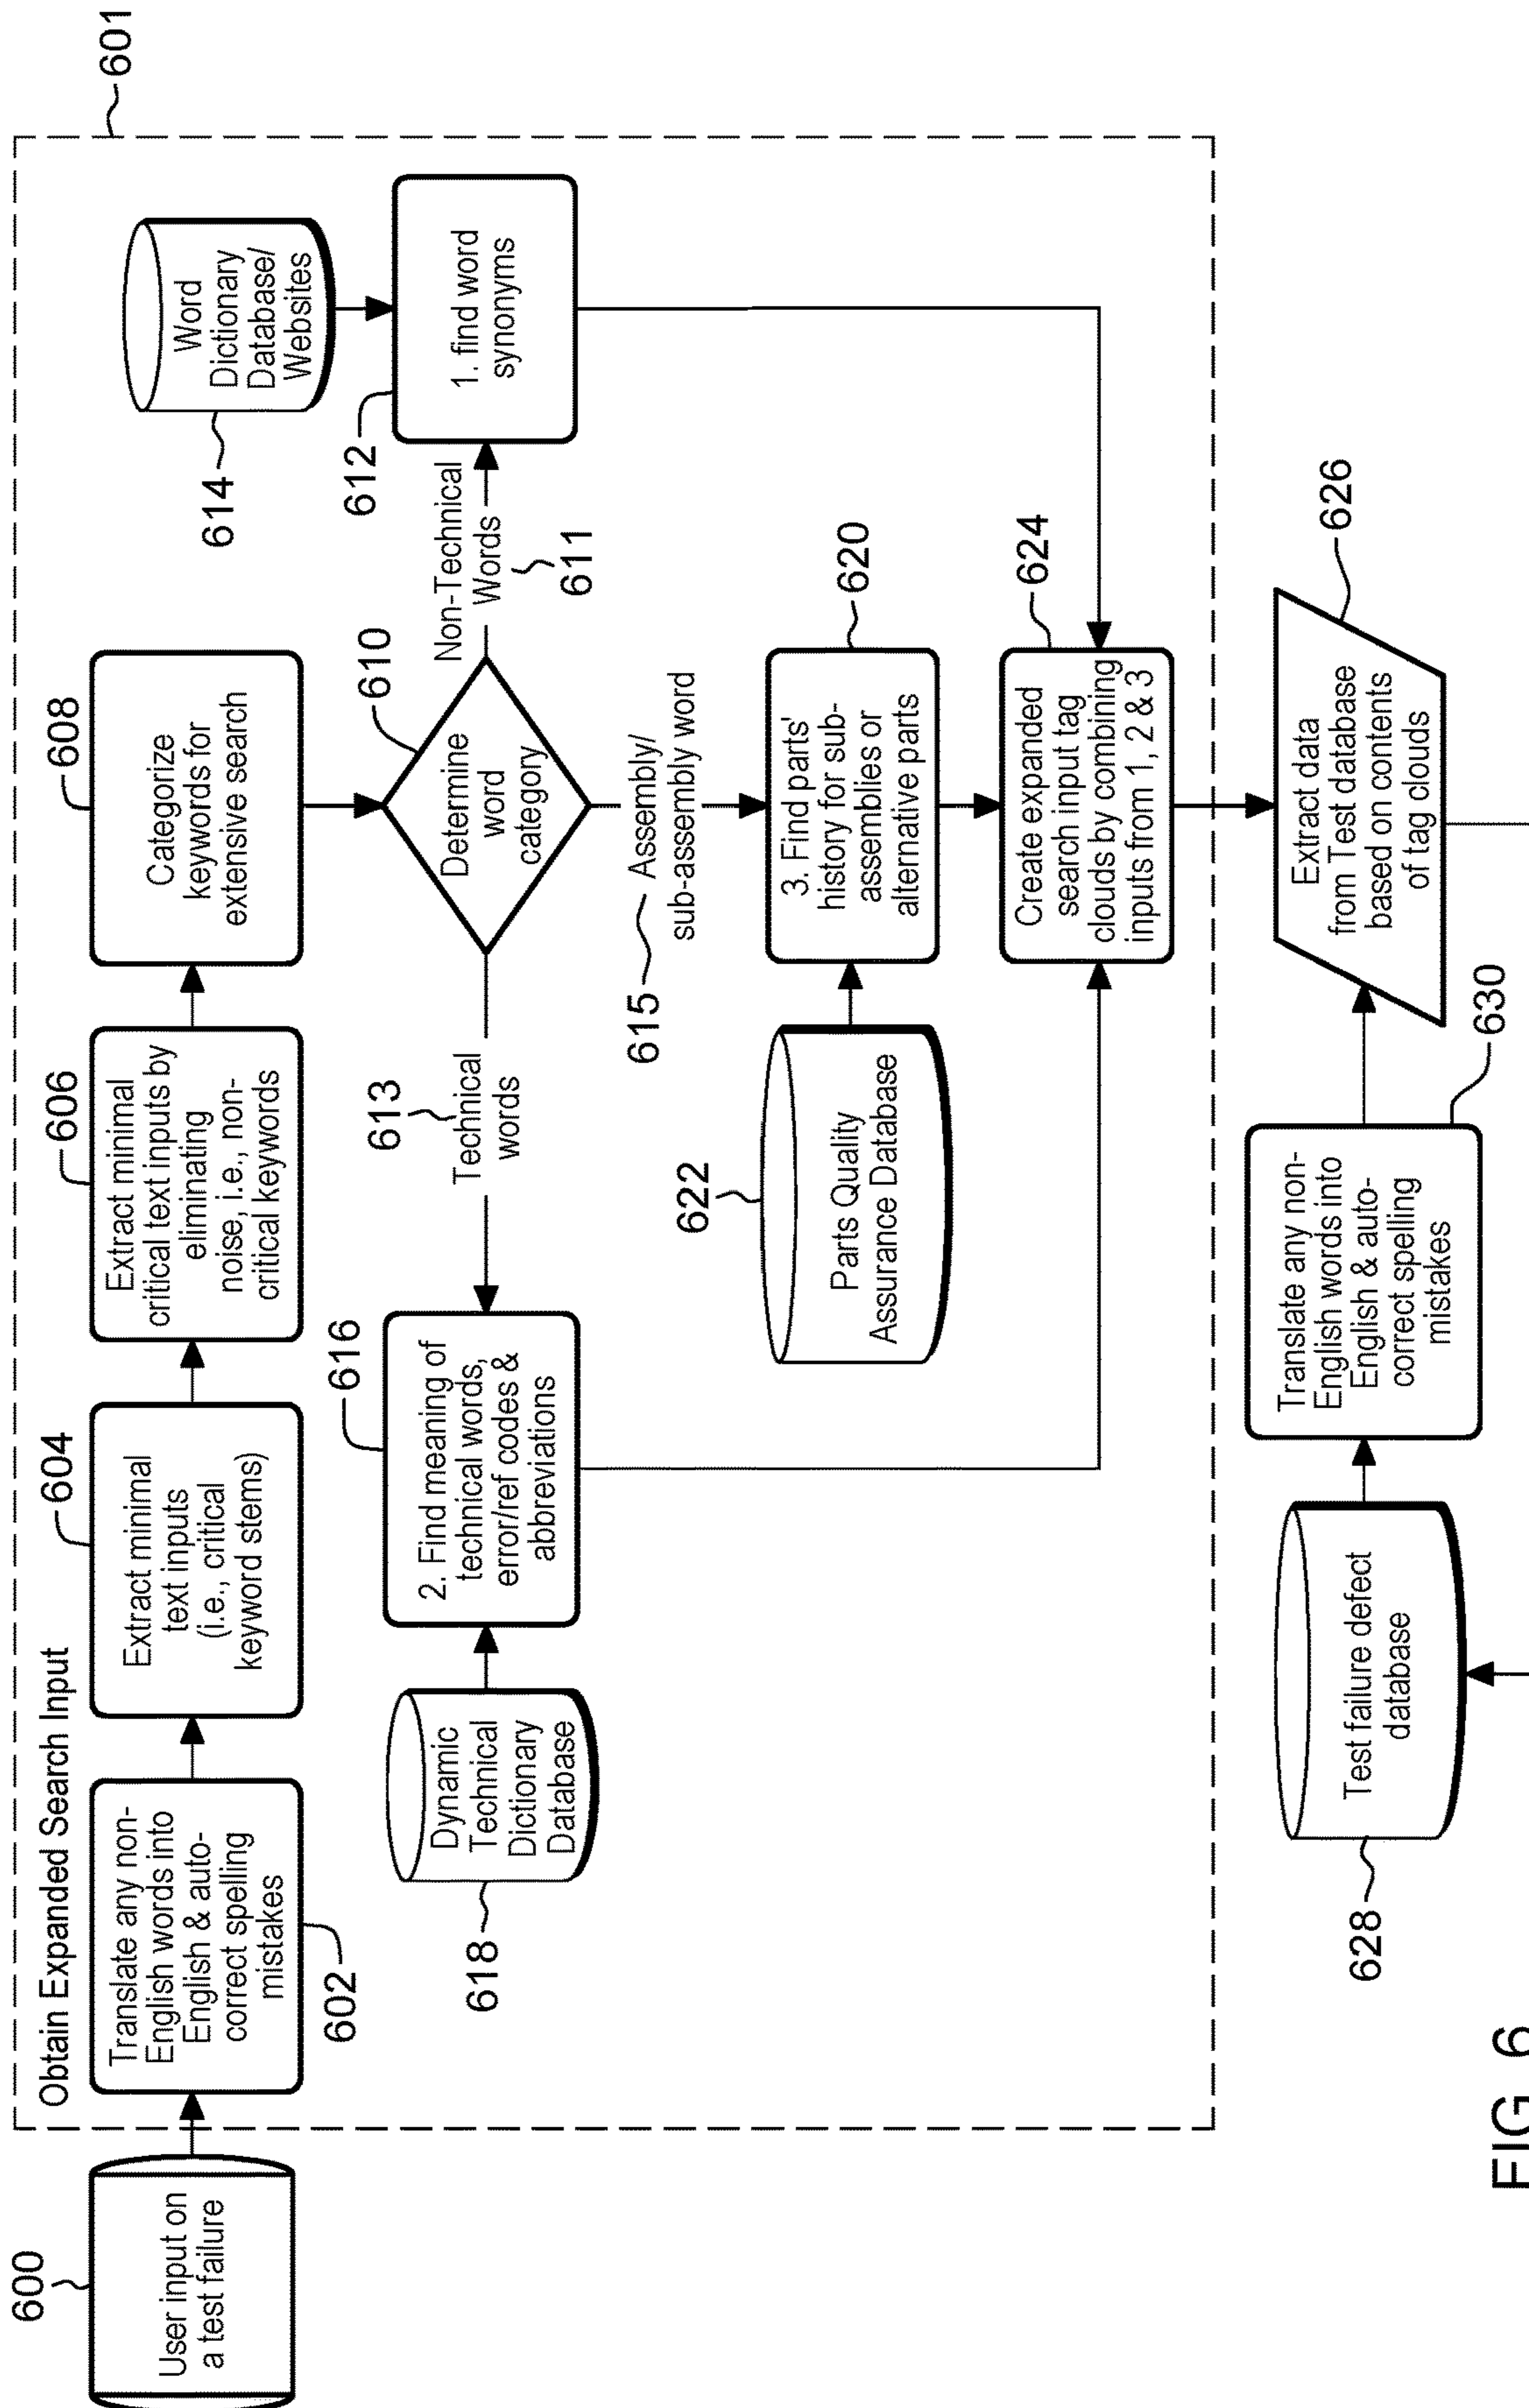 600
User input on
a test failure
Obtain Expanded Search Input
601
Translate any non-
English words into
English & auto-
correct spelling
mistakes
602
604
Extract minimal
text inputs
(i.e., critical
keyword stems)
606
Extract minimal
critical text inputs by
eliminating
noise, i.e., non-
critical keywords
608
Categorize
keywords for
extensive search
610
Determine
word
category
Non-Technical
Words
611
612
1. find word
synonyms
614
Word
Dictionary
Database/
Websites
613
Technical
words
616
2. Find meaning of
technical words,
error/ref codes &
abbreviations
618
Dynamic
Technical
Dictionary
Database
615
Assembly/
sub-assembly word
620
3. Find parts'
history for sub-
assemblies or
alternative parts
622
Parts Quality
Assurance Database
624
Create expanded
search input tag
clouds by combining
inputs from 1, 2 & 3
626
Extract data
from Test database
based on contents
of tag clouds
628
Test failure defect
database
630
Translate any non-
English words into
English & auto-
correct spelling
mistakes
FIG. 6